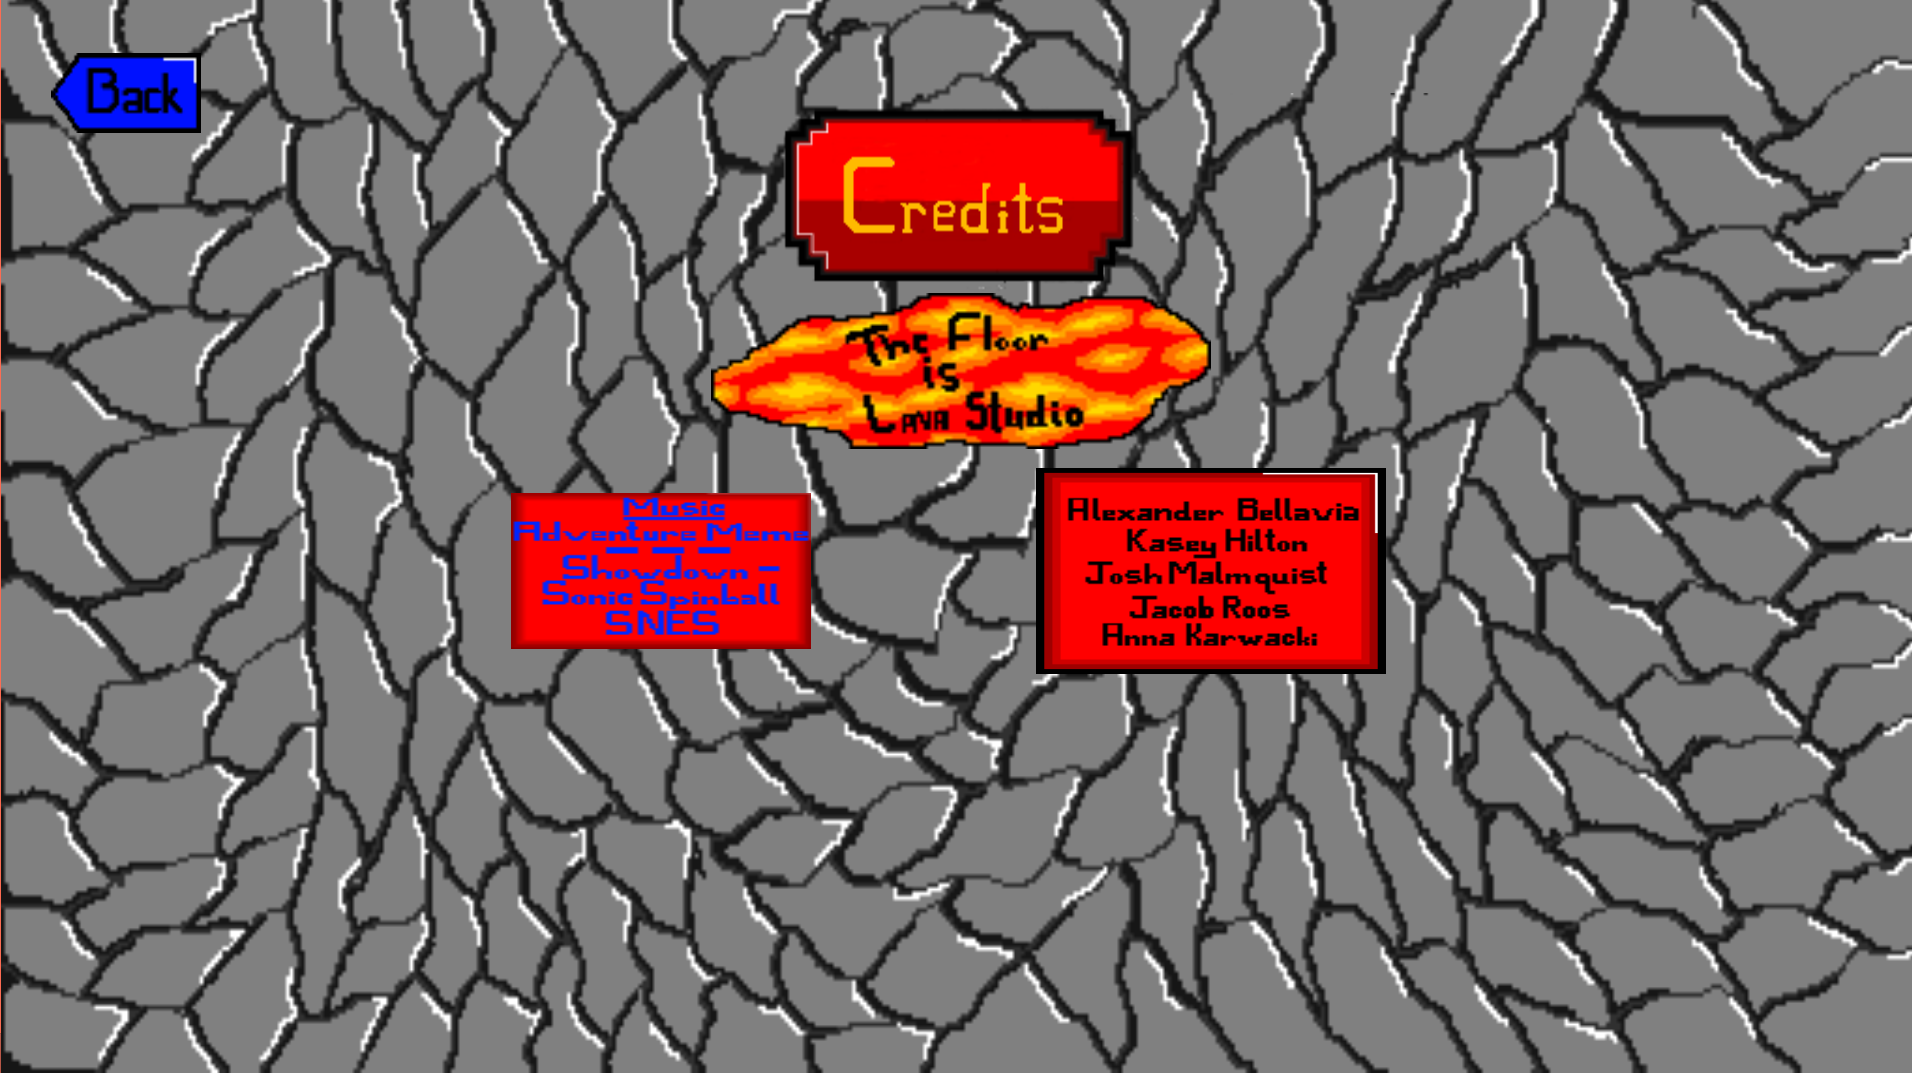 Back
Credits
The Floor
is
Lava Studio
Music
Adventure Meme
— — —
Showdown -
Sonic Spinball
SNES
Alexander Bellavia
Kasey Hilton
Josh Malmquist
Jacob Roos
Anna Karwacki